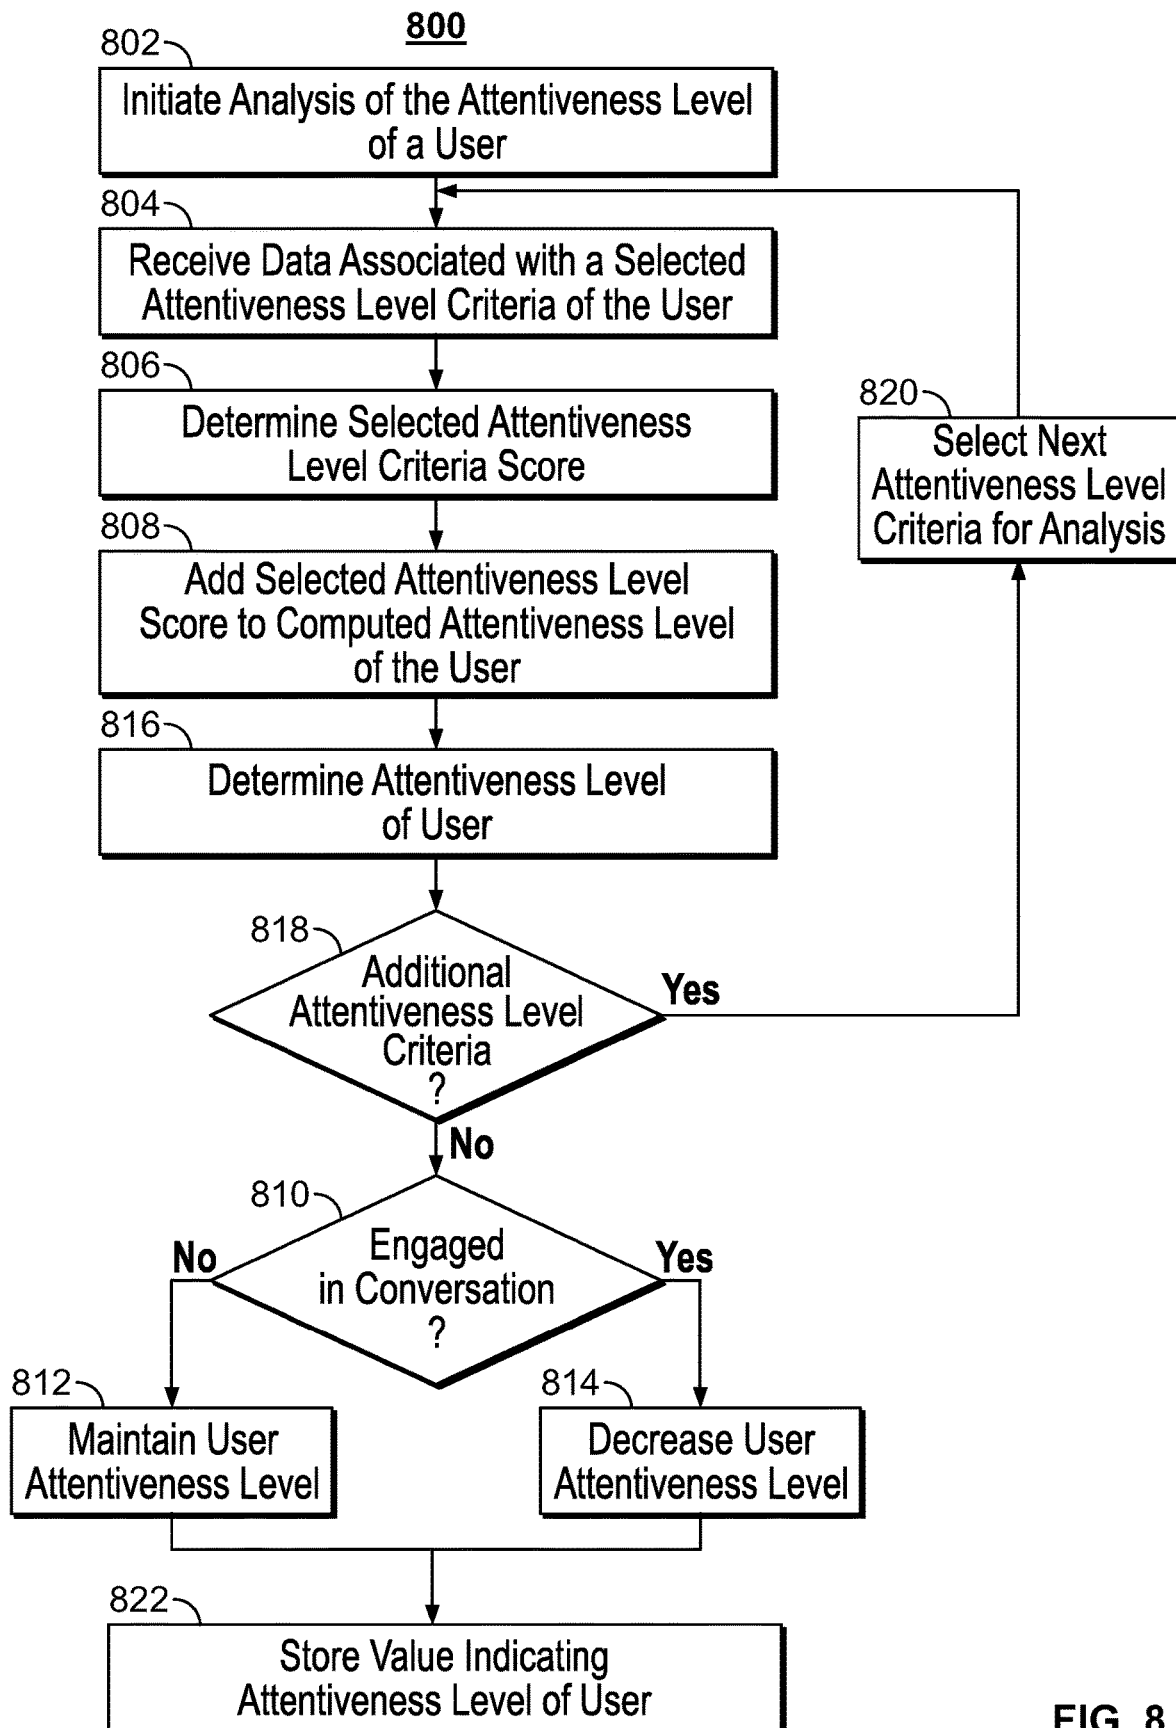 800
802
Initiate Analysis of the Attentiveness Level
of a User
804
Receive Data Associated with a Selected
Attentiveness Level Criteria of the User
806
Determine Selected Attentiveness
Level Criteria Score
820
Select Next
Attentiveness Level
Criteria for Analysis
808
Add Selected Attentiveness Level
Score to Computed Attentiveness Level
of the User
816
Determine Attentiveness Level
of User
818
Additional
Attentiveness Level
Criteria
?
Yes
No
810
Engaged
in Conversation
?
No
Yes
812
Maintain User
Attentiveness Level
814
Decrease User
Attentiveness Level
822
Store Value Indicating
Attentiveness Level of User
FIG. 8